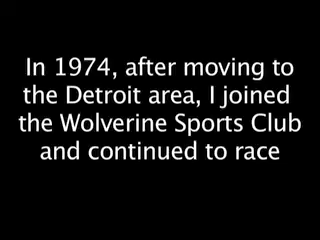 In 1974, after moving to
the Detroit area, I joined
the Wolverine Sports Club
and continued to race